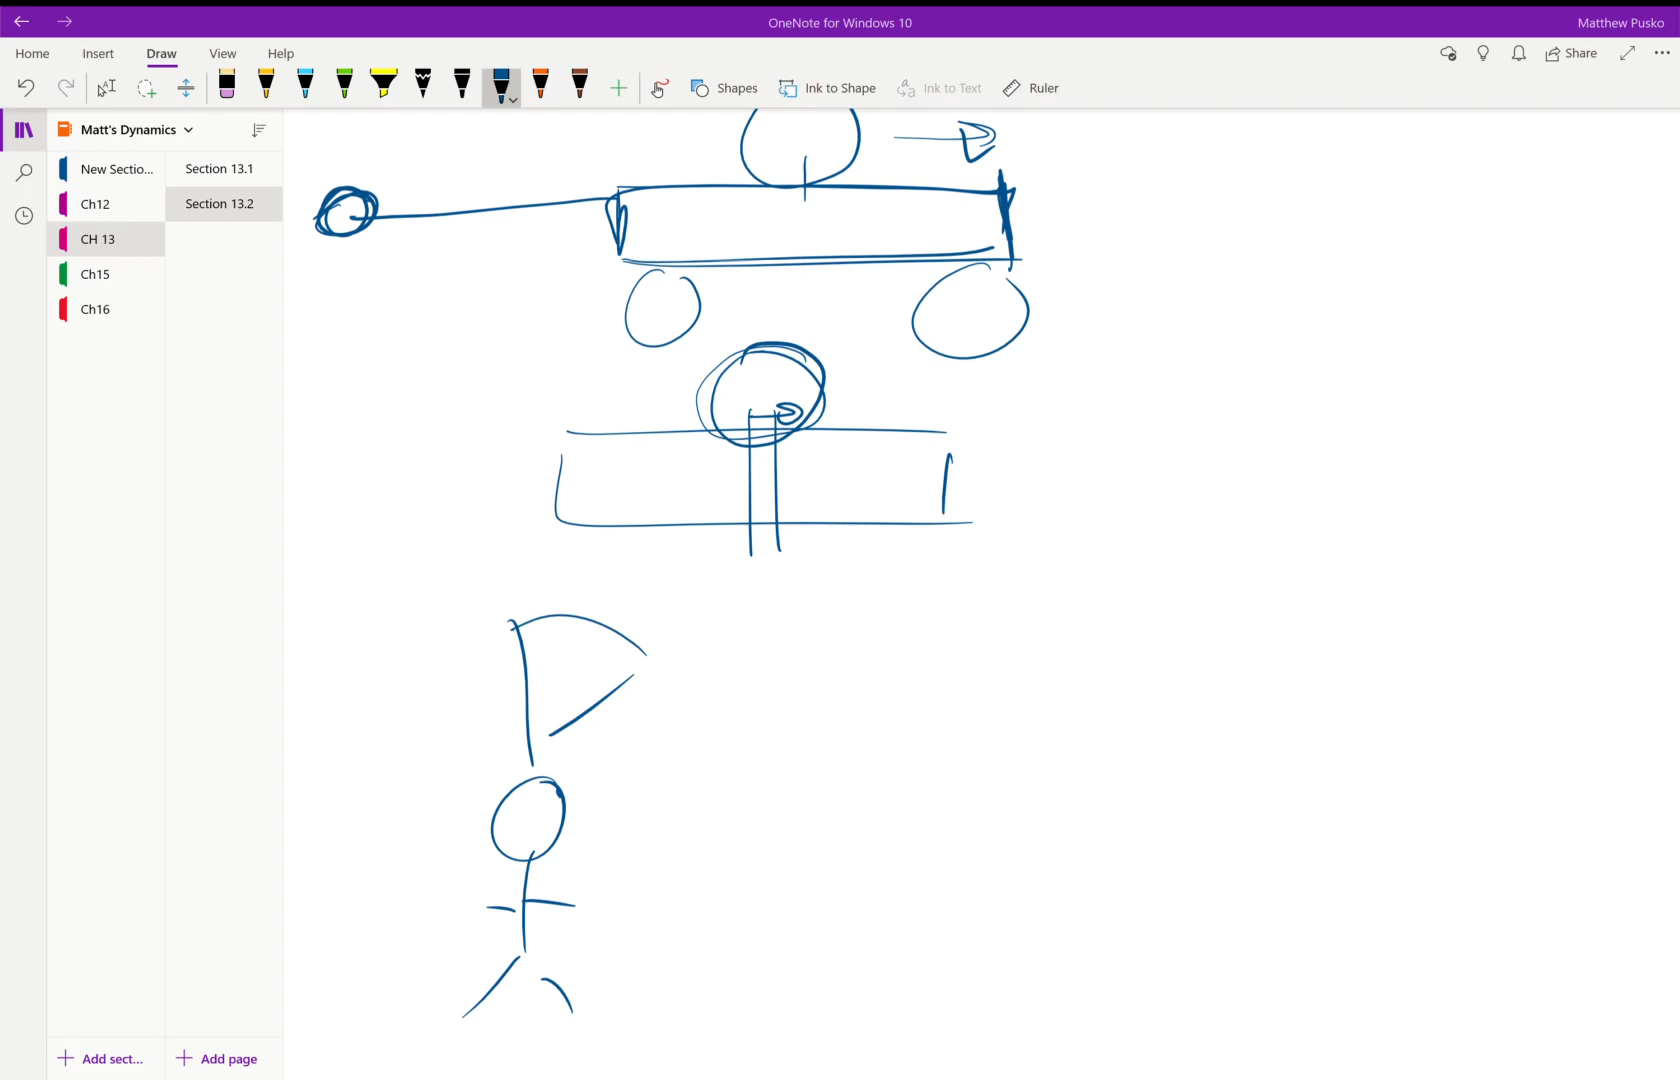 OneNote for Windows 10
Matthew Pusko
Home Insert Draw View Help
Share
Shapes
Ink to Shape
Ink to Text
Ruler
Matt's Dynamics
New Sectio...
Ch12
CH 13
Ch15
Ch16
Section 13.1
Section 13.2
Add sect...
Add page